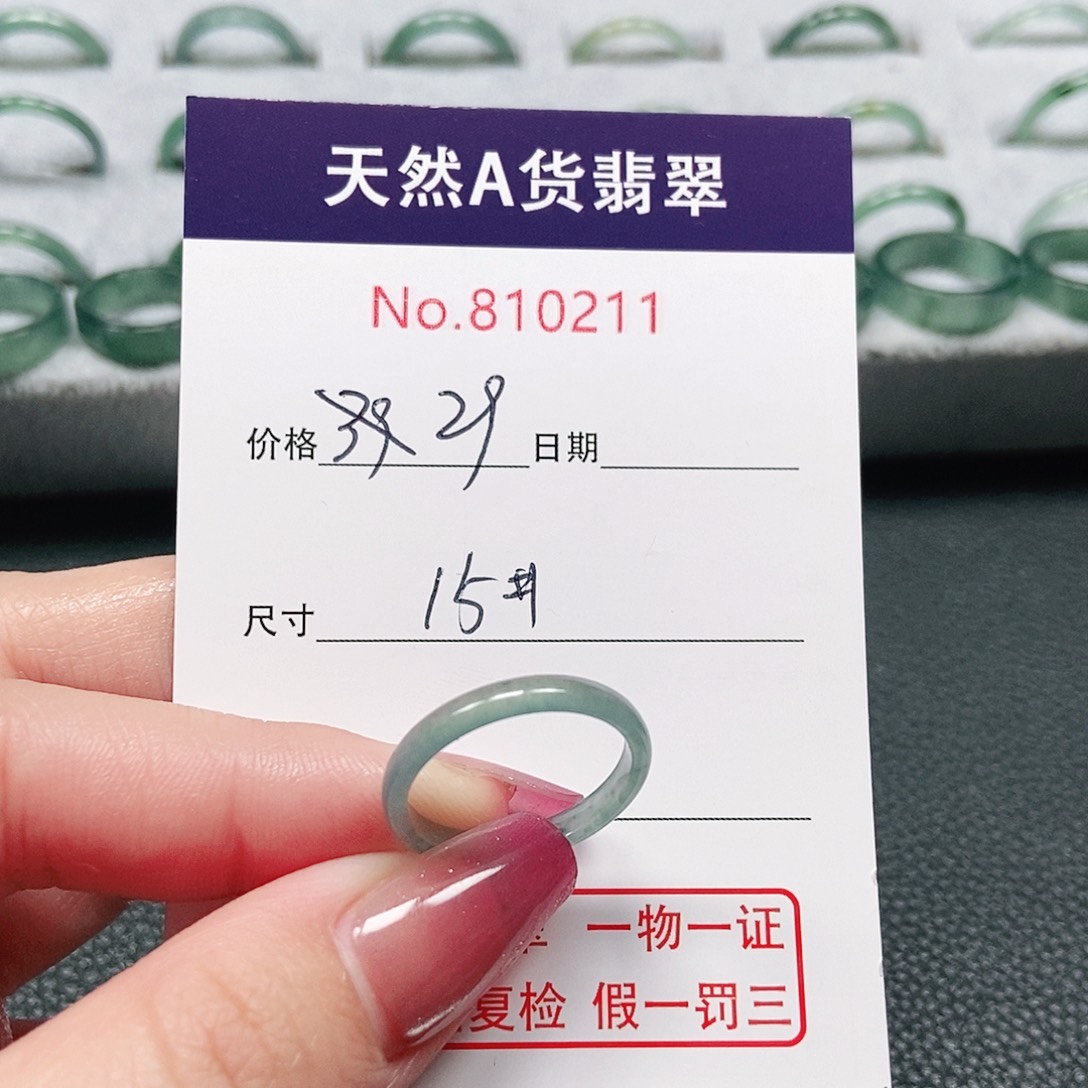 天然A货翡翠
No.810211
价格 39 29 日期
尺寸 15#
一物一证
复检 假一罚三